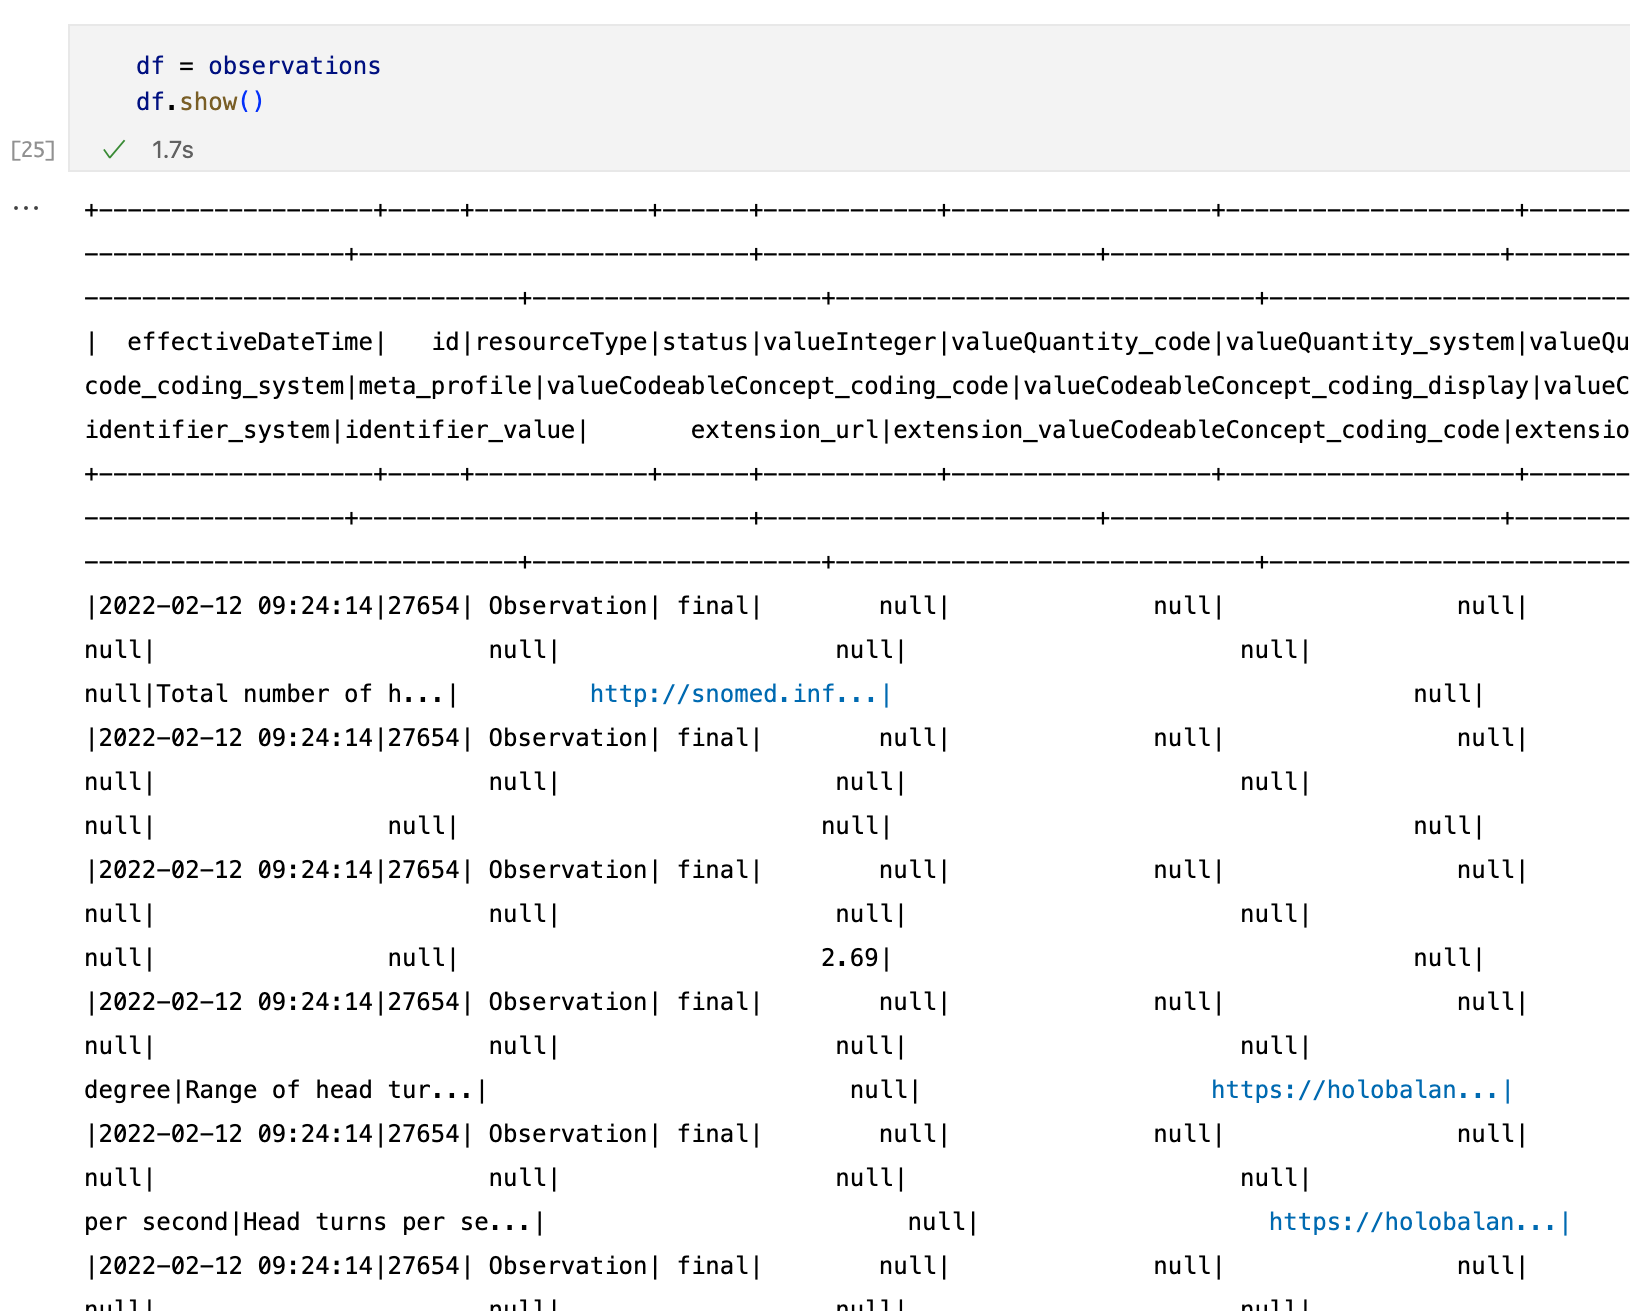 df = observations
df.show()
[25]
1.7s
...
+-------------------+-----+------------+------+------------+------------------+--------------------+-------
------------------+---------------------------+-----------------------+---------------------------+--------
------------------------------+--------------------+-----------------------------+-------------------------
|  effectiveDateTime|   id|resourceType|status|valueInteger|valueQuantity_code|valueQuantity_system|valueQu
code_coding_system|meta_profile|valueCodeableConcept_coding_code|valueCodeableConcept_coding_display|valueC
identifier_system|identifier_value|       extension_url|extension_valueCodeableConcept_coding_code|extensio
+-------------------+-----+------------+------+------------+------------------+--------------------+-------
------------------+---------------------------+-----------------------+---------------------------+--------
------------------------------+--------------------+-----------------------------+-------------------------
|2022-02-12 09:24:14|27654| Observation| final|        null|              null|                null|
null|                       null|                   null|                       null|
null|Total number of h...|         http://snomed.inf...|                                    null|
|2022-02-12 09:24:14|27654| Observation| final|        null|              null|                null|
null|                       null|                   null|                       null|
null|                null|                         null|                                    null|
|2022-02-12 09:24:14|27654| Observation| final|        null|              null|                null|
null|                       null|                   null|                       null|
null|                null|                         2.69|                                    null|
|2022-02-12 09:24:14|27654| Observation| final|        null|              null|                null|
null|                       null|                   null|                       null|
degree|Range of head tur...|                         null|                    https://holobalan...|
|2022-02-12 09:24:14|27654| Observation| final|        null|              null|                null|
null|                       null|                   null|                       null|
per second|Head turns per se...|                         null|                    https://holobalan...|
|2022-02-12 09:24:14|27654| Observation| final|        null|              null|                null|
null|                       null|                   null|                       null|